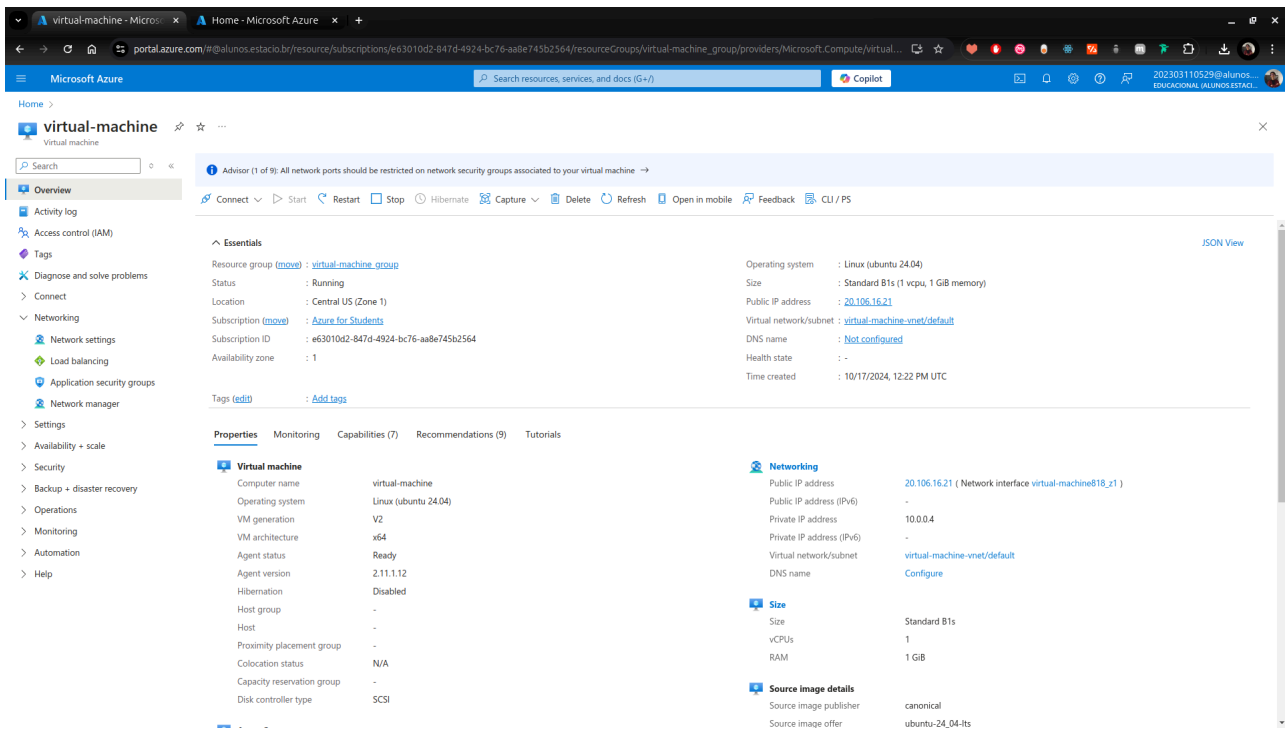 virtual-machine - Microso
Home - Microsoft Azure
portal.azure.com/#@alunos.estacio.br/resource/subscriptions/e63010d2-847d-4924-bc76-aa8e745b2564/resourceGroups/virtual-machine_group/providers/Microsoft.Compute/virtual...
Microsoft Azure
Search resources, services, and docs (G+/)
Copilot
202303110529@alunos....
EDUCACIONAL (ALUNOS.ESTACI...
Home >
virtual-machine
Virtual machine
Search
Overview
Activity log
Access control (IAM)
Tags
Diagnose and solve problems
Connect
Networking
Network settings
Load balancing
Application security groups
Network manager
Settings
Availability + scale
Security
Backup + disaster recovery
Operations
Monitoring
Automation
Help
Advisor (1 of 9): All network ports should be restricted on network security groups associated to your virtual machine →
Connect Start Restart Stop Hibernate Capture Delete Refresh Open in mobile Feedback CLI / PS
Essentials
JSON View
Resource group (move) : virtual-machine_group
Status : Running
Location : Central US (Zone 1)
Subscription (move) : Azure for Students
Subscription ID : e63010d2-847d-4924-bc76-aa8e745b2564
Availability zone : 1
Operating system : Linux (ubuntu 24.04)
Size : Standard B1s (1 vcpu, 1 GiB memory)
Public IP address : 20.106.16.21
Virtual network/subnet : virtual-machine-vnet/default
DNS name : Not configured
Health state : -
Time created : 10/17/2024, 12:22 PM UTC
Tags (edit) : Add tags
Properties Monitoring Capabilities (7) Recommendations (9) Tutorials
Virtual machine
Computer name virtual-machine
Operating system Linux (ubuntu 24.04)
VM generation V2
VM architecture x64
Agent status Ready
Agent version 2.11.1.12
Hibernation Disabled
Host group -
Host -
Proximity placement group -
Colocation status N/A
Capacity reservation group -
Disk controller type SCSI
Networking
Public IP address 20.106.16.21 ( Network interface virtual-machine818_z1 )
Public IP address (IPv6) -
Private IP address 10.0.0.4
Private IP address (IPv6) -
Virtual network/subnet virtual-machine-vnet/default
DNS name Configure
Size
Size Standard B1s
vCPUs 1
RAM 1 GiB
Source image details
Source image publisher canonical
Source image offer ubuntu-24_04-lts